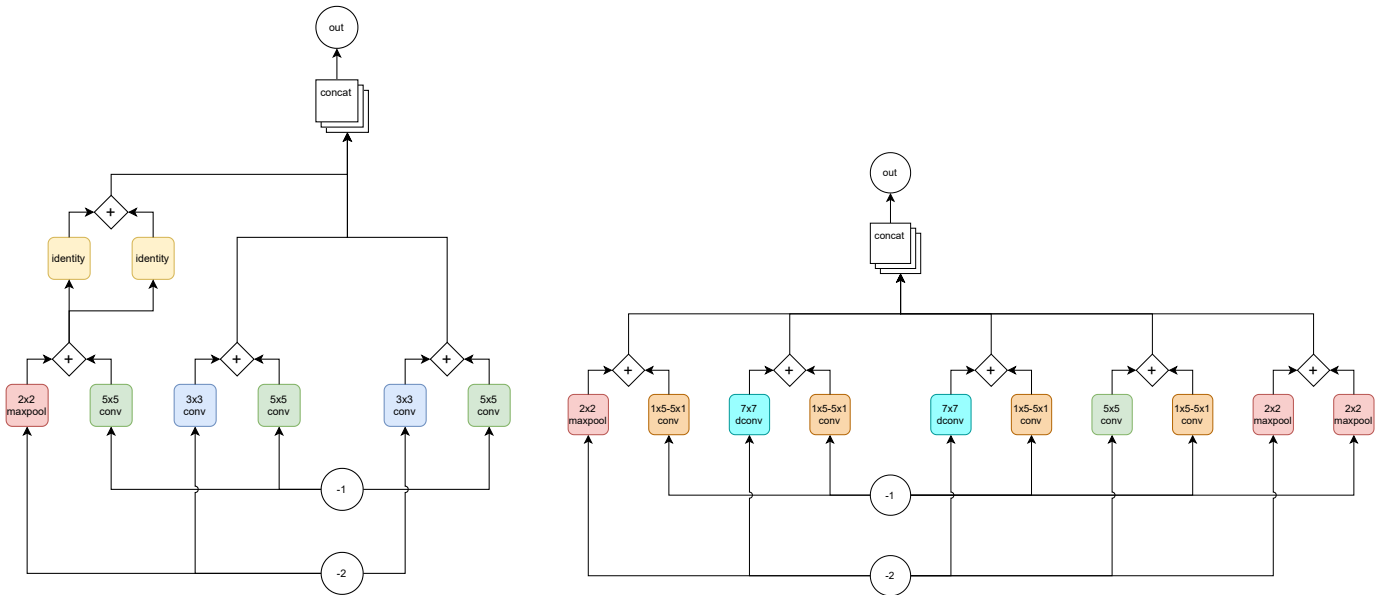 out
concat
+
identity
identity
+
+
+
2x2
maxpool
5x5
conv
3x3
conv
5x5
conv
3x3
conv
5x5
conv
-1
-2
out
concat
+
+
+
+
+
2x2
maxpool
1x5-5x1
conv
7x7
dconv
1x5-5x1
conv
7x7
dconv
1x5-5x1
conv
5x5
conv
1x5-5x1
conv
2x2
maxpool
2x2
maxpool
-1
-2